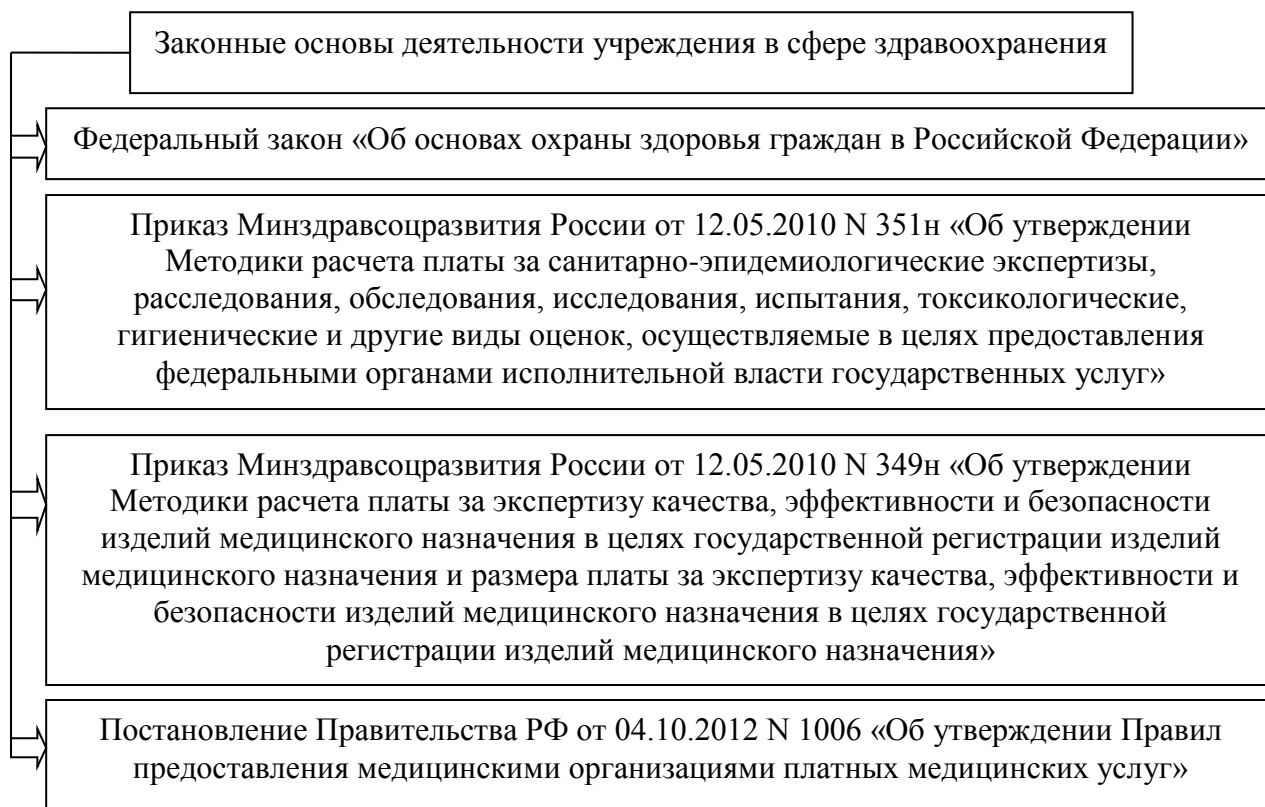 Законные основы деятельности учреждения в сфере здравоохранения
Федеральный закон «Об основах охраны здоровья граждан в Российской Федерации»
Приказ Минздравсоцразвития России от 12.05.2010 N 351н «Об утверждении
Методики расчета платы за санитарно-эпидемиологические экспертизы,
расследования, обследования, исследования, испытания, токсикологические,
гигиенические и другие виды оценок, осуществляемые в целях предоставления
федеральными органами исполнительной власти государственных услуг»
Приказ Минздравсоцразвития России от 12.05.2010 N 349н «Об утверждении
Методики расчета платы за экспертизу качества, эффективности и безопасности
изделий медицинского назначения в целях государственной регистрации изделий
медицинского назначения и размера платы за экспертизу качества, эффективности и
безопасности изделий медицинского назначения в целях государственной
регистрации изделий медицинского назначения»
Постановление Правительства РФ от 04.10.2012 N 1006 «Об утверждении Правил
предоставления медицинскими организациями платных медицинских услуг»